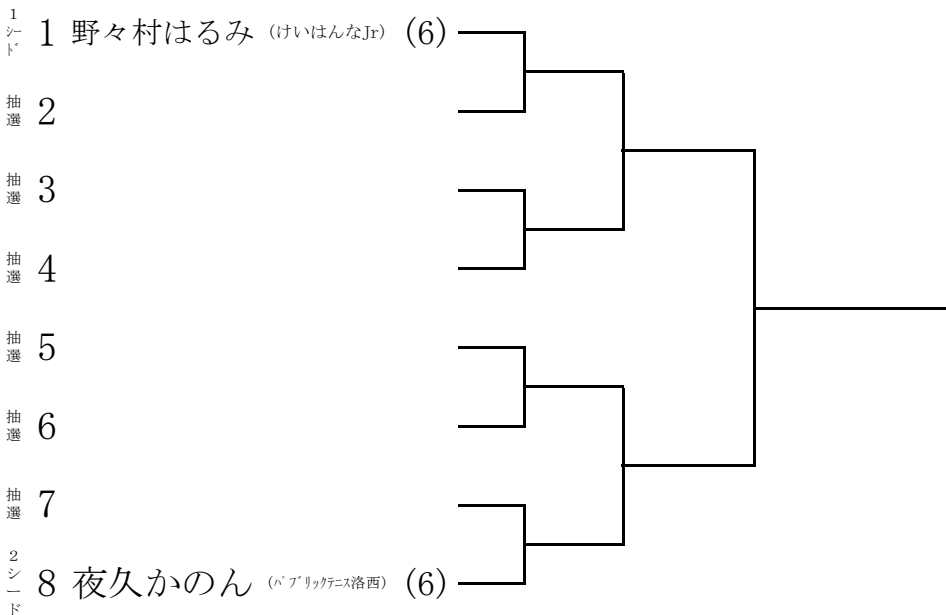 1シード 1 野々村はるみ (けいはんなJr) (6)
抽選 2
抽選 3
抽選 4
抽選 5
抽選 6
抽選 7
2シード 8 夜久かのん (ﾊﾟﾌﾞﾘｯｸﾃﾆｽ洛西) (6)